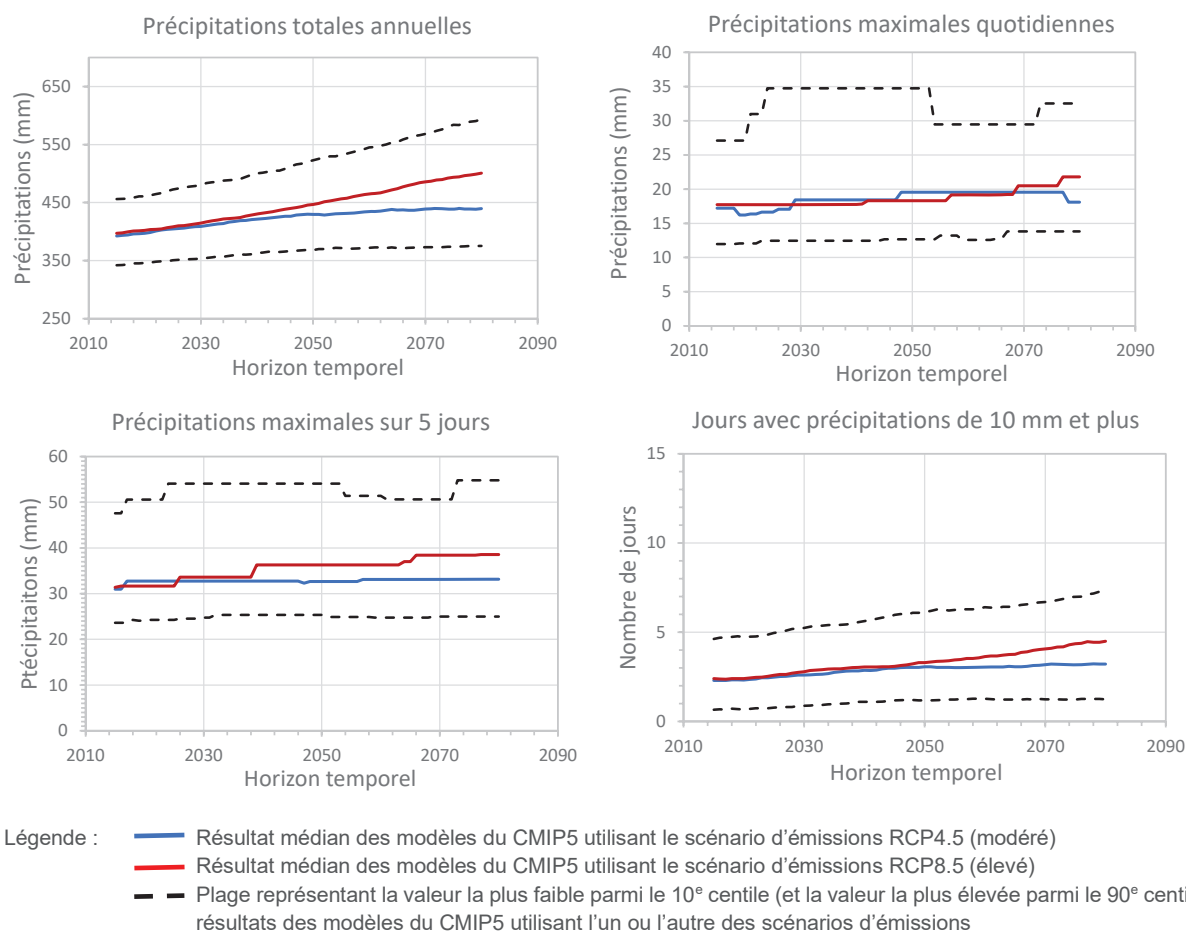 Précipitations totales annuelles
Précipitations (mm)
650
550
450
350
250
2010
2030
2050
2070
2090
Horizon temporel
Précipitations maximales quotidiennes
Précipitations (mm)
40
35
30
25
20
15
10
5
0
2010
2030
2050
2070
2090
Horizon temporel
Précipitations maximales sur 5 jours
Ptécipitaitons (mm)
60
50
40
30
20
10
0
2010
2030
2050
2070
2090
Horizon temporel
Jours avec précipitations de 10 mm et plus
Nombre de jours
15
10
5
0
2010
2030
2050
2070
2090
Horizon temporel
Légende :
Résultat médian des modèles du CMIP5 utilisant le scénario d’émissions RCP4.5 (modéré)
Résultat médian des modèles du CMIP5 utilisant le scénario d’émissions RCP8.5 (élevé)
Plage représentant la valeur la plus faible parmi le 10e centile (et la valeur la plus élevée parmi le 90e centi
résultats des modèles du CMIP5 utilisant l’un ou l’autre des scénarios d’émissions